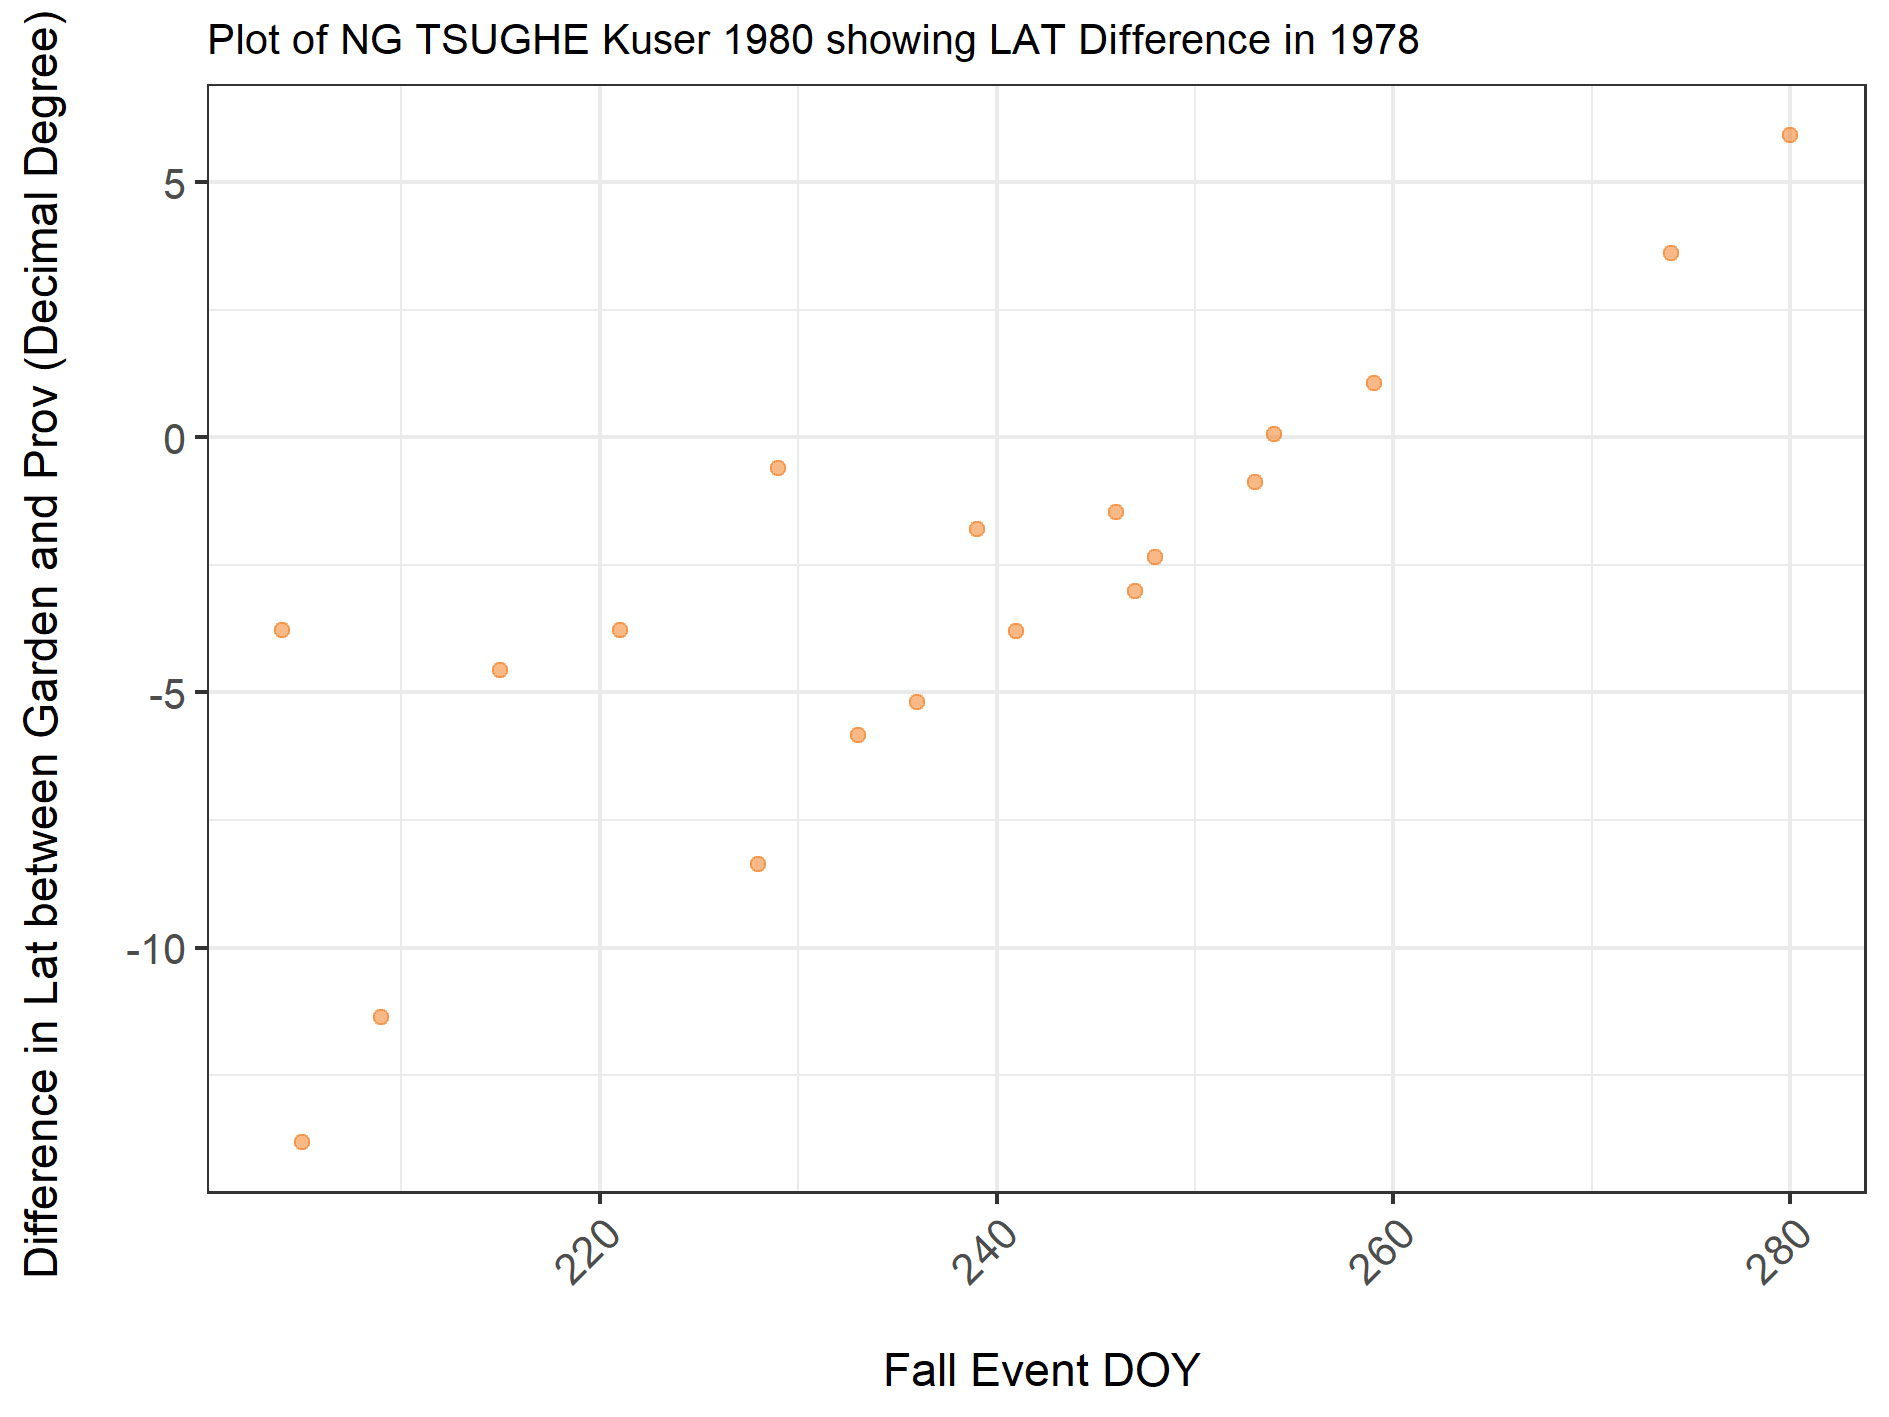 Plot of NG TSUGHE Kuser 1980 showing LAT Difference in 1978
Difference in Lat between Garden and Prov (Decimal Degree)
5
0
-5
-10
220
240
260
280
Fall Event DOY